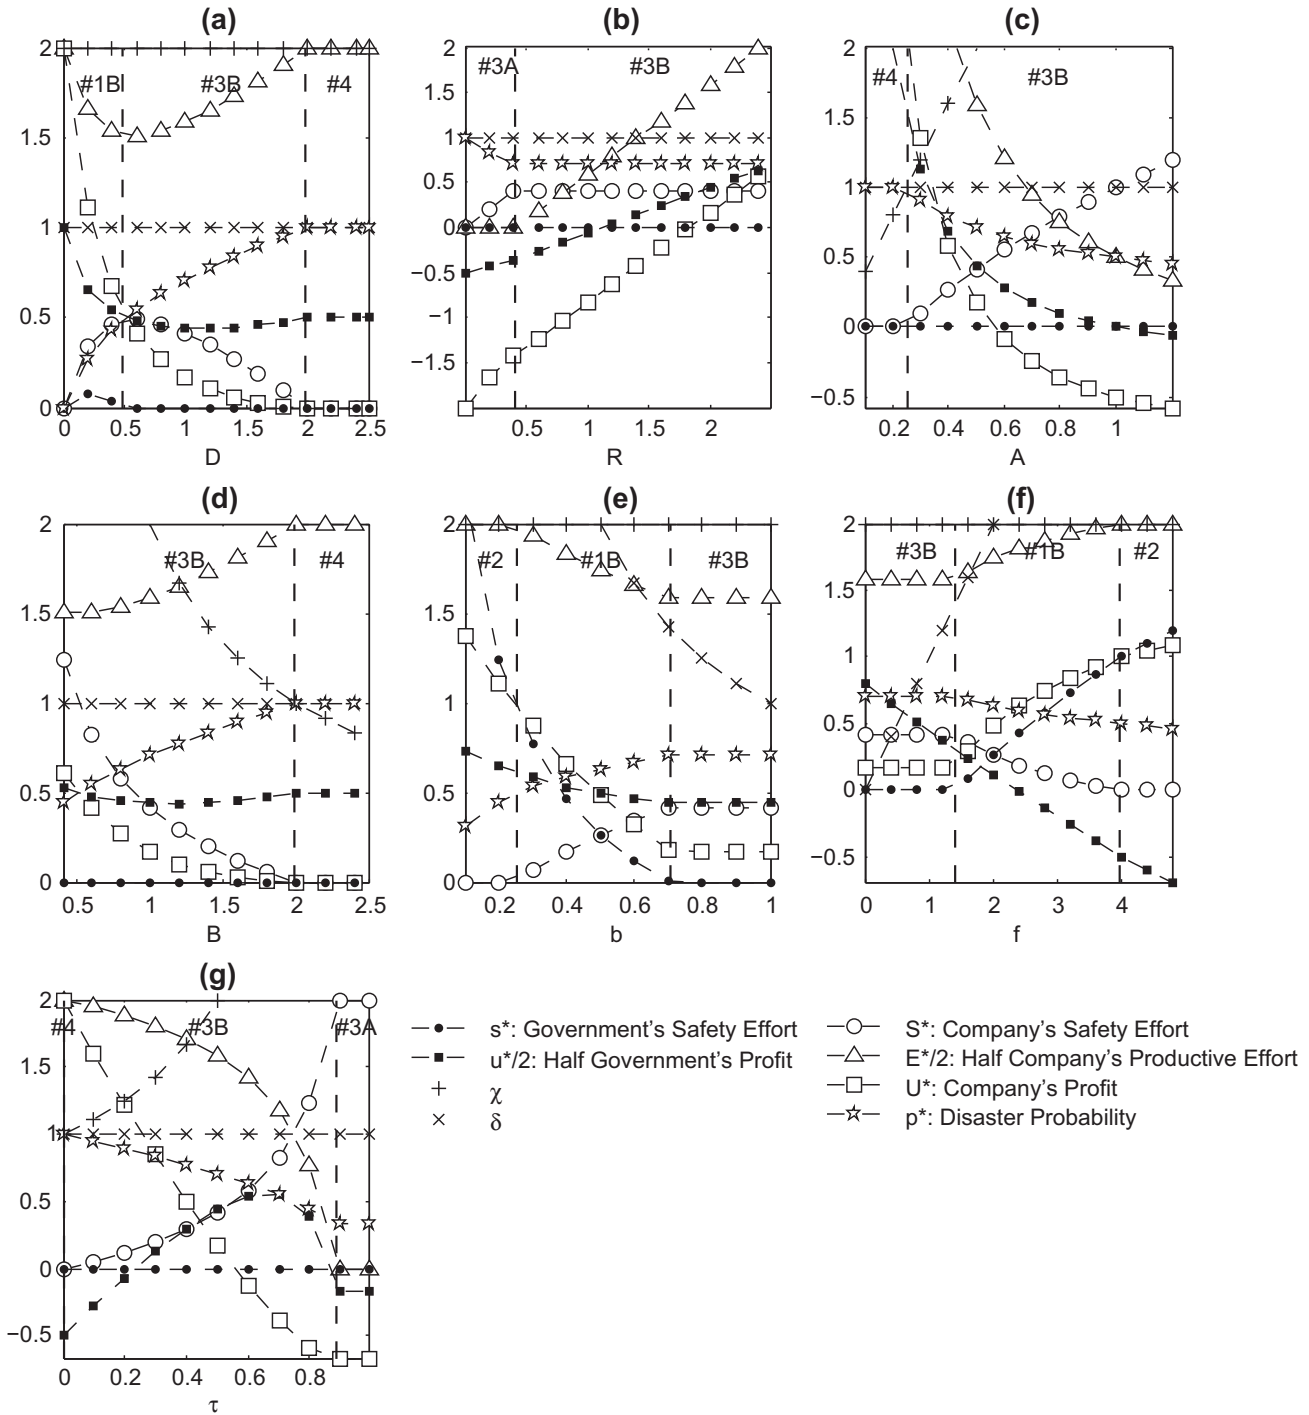 (a)
2
1.5
1
0.5
0
#1B
#3B
#4
0 0.5 1 1.5 2 2.5
D
(b)
2
1.5
1
0.5
0
−0.5
−1
−1.5
#3A
#3B
0.5 1 1.5 2
R
(c)
2
1.5
1
0.5
0
−0.5
#4
#3B
0.2 0.4 0.6 0.8 1
A
(d)
2
1.5
1
0.5
0
#3B
#4
0.5 1 1.5 2 2.5
B
(e)
2
1.5
1
0.5
0
#2
#1B
#3B
0.2 0.4 0.6 0.8 1
b
(f)
2
1.5
1
0.5
0
−0.5
#3B
#1B
#2
0 1 2 3 4
f
(g)
2
1.5
1
0.5
0
−0.5
#4
#3B
#3A
0 0.2 0.4 0.6 0.8
τ
s*: Government's Safety Effort
u*/2: Half Government's Profit
χ
δ
S*: Company's Safety Effort
E*/2: Half Company's Productive Effort
U*: Company's Profit
p*: Disaster Probability